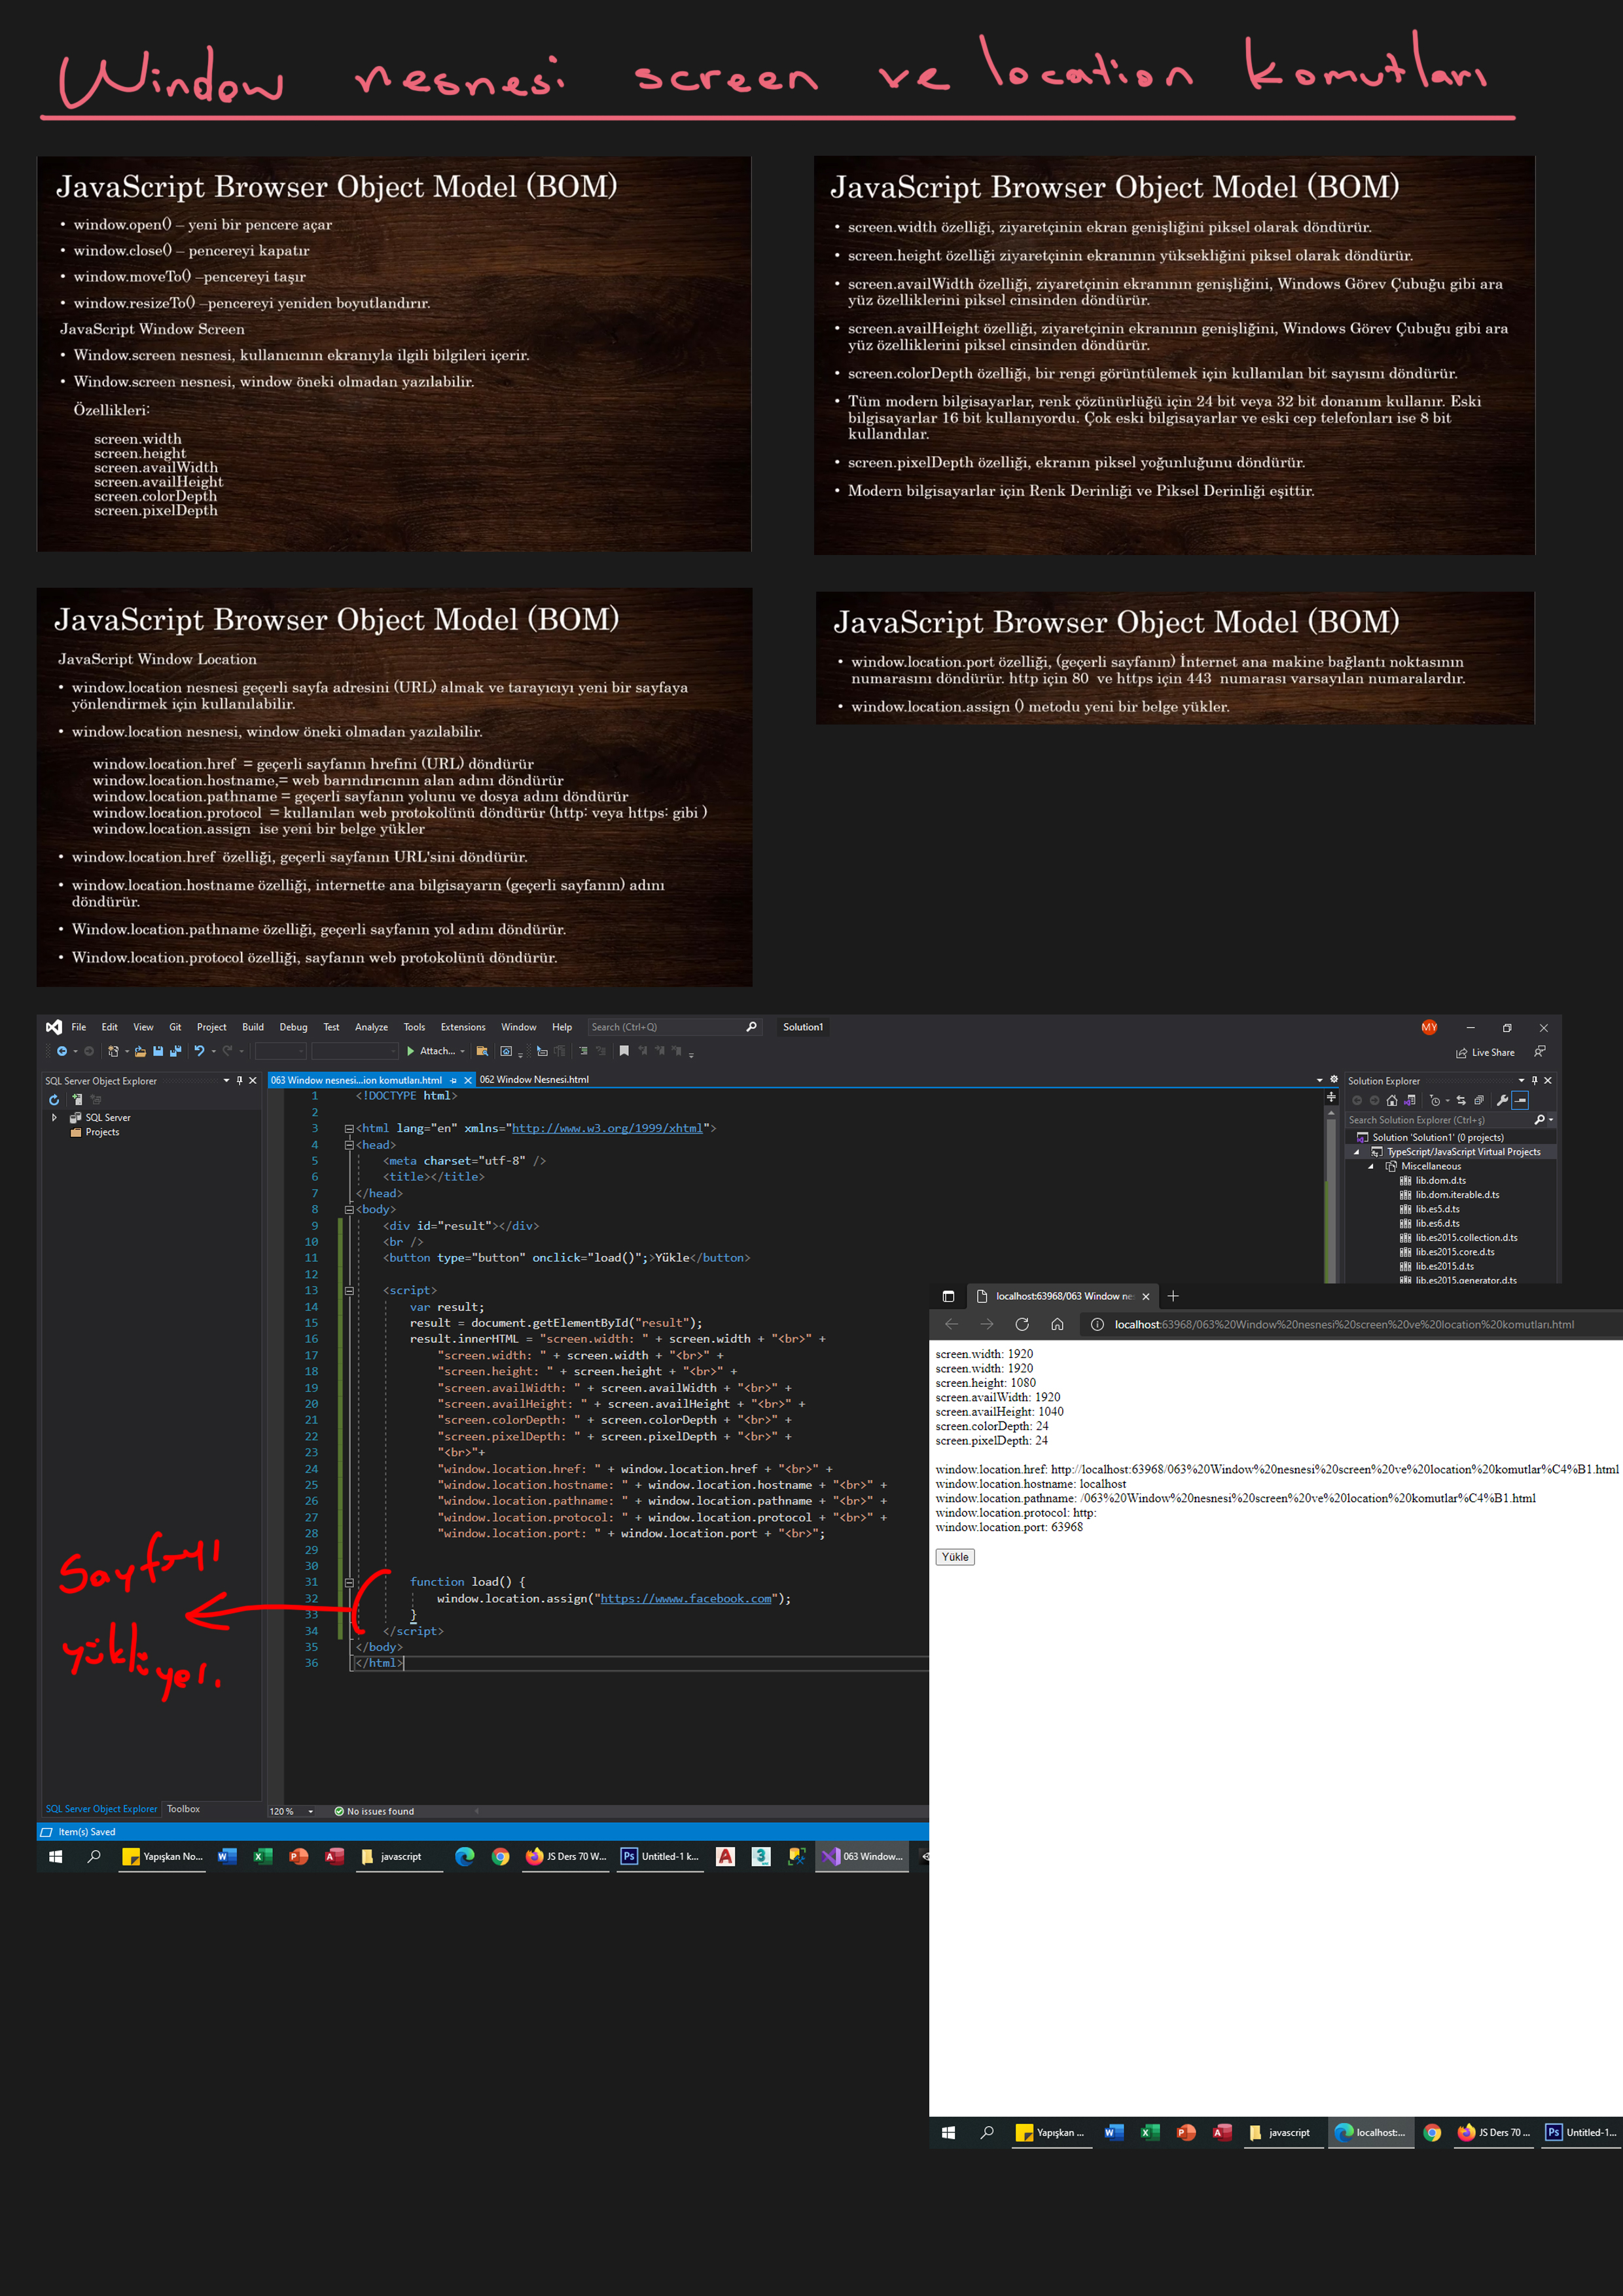 Window nesnesi screen ve location komutları
JavaScript Browser Object Model (BOM)
• window.open() – yeni bir pencere açar
• window.close() – pencereyi kapatır
• window.moveTo() –pencereyi taşır
• window.resizeTo() –pencereyi yeniden boyutlandırır.
JavaScript Window Screen
• Window.screen nesnesi, kullanıcının ekranıyla ilgili bilgileri içerir.
• Window.screen nesnesi, window öneki olmadan yazılabilir.
Özellikleri:
screen.width
screen.height
screen.availWidth
screen.availHeight
screen.colorDepth
screen.pixelDepth
JavaScript Browser Object Model (BOM)
• screen.width özelliği, ziyaretçinin ekran genişliğini piksel olarak döndürür.
• screen.height özelliği ziyaretçinin ekranının yüksekliğini piksel olarak döndürür.
• screen.availWidth özelliği, ziyaretçinin ekranının genişliğini, Windows Görev Çubuğu gibi ara
yüz özelliklerini piksel cinsinden döndürür.
• screen.availHeight özelliği, ziyaretçinin ekranının genişliğini, Windows Görev Çubuğu gibi ara
yüz özelliklerini piksel cinsinden döndürür.
• screen.colorDepth özelliği, bir rengi görüntülemek için kullanılan bit sayısını döndürür.
• Tüm modern bilgisayarlar, renk çözünürlüğü için 24 bit veya 32 bit donanım kullanır. Eski
bilgisayarlar 16 bit kullanıyordu. Çok eski bilgisayarlar ve eski cep telefonları ise 8 bit
kullandılar.
• screen.pixelDepth özelliği, ekranın piksel yoğunluğunu döndürür.
• Modern bilgisayarlar için Renk Derinliği ve Piksel Derinliği eşittir.
JavaScript Browser Object Model (BOM)
JavaScript Window Location
• window.location nesnesi geçerli sayfa adresini (URL) almak ve tarayıcıyı yeni bir sayfaya
yönlendirmek için kullanılabilir.
• window.location nesnesi, window öneki olmadan yazılabilir.
window.location.href = geçerli sayfanın hrefini (URL) döndürür
window.location.hostname,= web barındırıcının alan adını döndürür
window.location.pathname = geçerli sayfanın yolunu ve dosya adını döndürür
window.location.protocol = kullanılan web protokolünü döndürür (http: veya https: gibi )
window.location.assign ise yeni bir belge yükler
• window.location.href özelliği, geçerli sayfanın URL'sini döndürür.
• window.location.hostname özelliği, internette ana bilgisayarın (geçerli sayfanın) adını
döndürür.
• Window.location.pathname özelliği, geçerli sayfanın yol adını döndürür.
• Window.location.protocol özelliği, sayfanın web protokolünü döndürür.
JavaScript Browser Object Model (BOM)
• window.location.port özelliği, (geçerli sayfanın) İnternet ana makine bağlantı noktasının
numarasını döndürür. http için 80 ve https için 443 numarası varsayılan numaralardır.
• window.location.assign () metodu yeni bir belge yükler.
File Edit View Git Project Build Debug Test Analyze Tools Extensions Window Help Search (Ctrl+Q) Solution1 MY
Attach... Live Share
SQL Server Object Explorer
SQL Server
Projects
063 Window nesnesi...ion komutları.html 062 Window Nesnesi.html
1 <!DOCTYPE html>
2
3 <html lang="en" xmlns="http://www.w3.org/1999/xhtml">
4 <head>
5 <meta charset="utf-8" />
6 <title></title>
7 </head>
8 <body>
9 <div id="result"></div>
10 <br />
11 <button type="button" onclick="load()";>Yükle</button>
12
13 <script>
14 var result;
15 result = document.getElementById("result");
16 result.innerHTML = "screen.width: " + screen.width + "<br>" +
17 "screen.width: " + screen.width + "<br>" +
18 "screen.height: " + screen.height + "<br>" +
19 "screen.availWidth: " + screen.availWidth + "<br>" +
20 "screen.availHeight: " + screen.availHeight + "<br>" +
21 "screen.colorDepth: " + screen.colorDepth + "<br>" +
22 "screen.pixelDepth: " + screen.pixelDepth + "<br>" +
23 "<br>"+
24 "window.location.href: " + window.location.href + "<br>" +
25 "window.location.hostname: " + window.location.hostname + "<br>" +
26 "window.location.pathname: " + window.location.pathname + "<br>" +
27 "window.location.protocol: " + window.location.protocol + "<br>" +
28 "window.location.port: " + window.location.port + "<br>";
29
30
31 function load() {
32 window.location.assign("https://wwww.facebook.com");
33 }
34 </script>
35 </body>
36 </html>
Sayfayı
yüklüyor.
Solution Explorer
Search Solution Explorer (Ctrl+ş)
Solution 'Solution1' (0 projects)
TypeScript/JavaScript Virtual Projects
Miscellaneous
lib.dom.d.ts
lib.dom.iterable.d.ts
lib.es5.d.ts
lib.es6.d.ts
lib.es2015.collection.d.ts
lib.es2015.core.d.ts
lib.es2015.d.ts
lib.es2015.generator.d.ts
SQL Server Object Explorer Toolbox
120 % No issues found
Item(s) Saved
Yapışkan No... javascript JS Ders 70 W... Ps Untitled-1 k... 063 Window...
localhost:63968/063 Window ne
localhost:63968/063%20Window%20nesnesi%20screen%20ve%20location%20komutları.html
screen.width: 1920
screen.width: 1920
screen.height: 1080
screen.availWidth: 1920
screen.availHeight: 1040
screen.colorDepth: 24
screen.pixelDepth: 24
window.location.href: http://localhost:63968/063%20Window%20nesnesi%20screen%20ve%20location%20komutlar%C4%B1.html
window.location.hostname: localhost
window.location.pathname: /063%20Window%20nesnesi%20screen%20ve%20location%20komutlar%C4%B1.html
window.location.protocol: http:
window.location.port: 63968
Yükle
Yapışkan ... javascript localhost:... JS Ders 70 ... Ps Untitled-1...